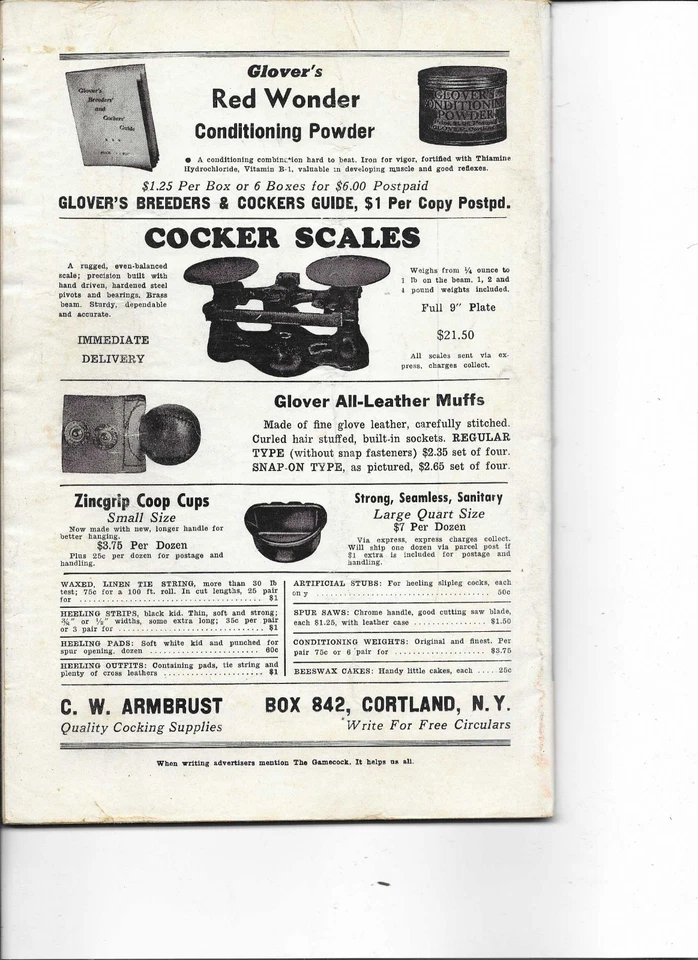 Glover's
Red Wonder
Conditioning Powder
Glover's
Breeders'
and
Cockers'
Guide
GLOVER'S
CONDITIONING
POWDER
● A conditioning combination hard to beat. Iron for vigor, fortified with Thiamine
Hydrochloride, Vitamin B-1, valuable in developing muscle and good reflexes.
$1.25 Per Box or 6 Boxes for $6.00 Postpaid
GLOVER'S BREEDERS & COCKERS GUIDE, $1 Per Copy Postpd.
COCKER SCALES
A rugged, even-balanced
scale; precision built with
hand driven, hardened steel
pivots and bearings. Brass
beam. Sturdy, dependable
and accurate.
IMMEDIATE
DELIVERY
Weighs from ¼ ounce to
1 lb on the beam. 1, 2 and
4 pound weights included.
Full 9" Plate
$21.50
All scales sent via ex-
press, charges collect.
Glover All-Leather Muffs
Made of fine glove leather, carefully stitched.
Curled hair stuffed, built-in sockets. REGULAR
TYPE (without snap fasteners) $2.35 set of four.
SNAP-ON TYPE, as pictured, $2.65 set of four.
Zincgrip Coop Cups
Small Size
Now made with new, longer handle for
better hanging.
$3.75 Per Dozen
Plus 25c per dozen for postage and
handling.
Strong, Seamless, Sanitary
Large Quart Size
$7 Per Dozen
Via express, express charges collect.
Will ship one dozen via parcel post if
$1 extra is included for postage and
handling.
WAXED, LINEN TIE STRING, more than 30 lb
test; 75c for a 100 ft. roll. In cut lengths, 25 pair
for ..................................... $1
HEELING STRIPS, black kid. Thin, soft and strong;
" or ½" widths, some extra long; 35c per pair
or 3 pair for ............................. $1
HEELING PADS: Soft white kid and punched for
spur opening, dozen ....................... 60c
HEELING OUTFITS: Containing pads, tie string and
plenty of cross leathers .................... $1
ARTIFICIAL STUBS: For heeling slipleg cocks, each
on y ..................................... 50c
SPUR SAWS: Chrome handle, good cutting saw blade,
each $1.25, with leather case ............... $1.50
CONDITIONING WEIGHTS: Original and finest. Per
pair 75c or 6 pair for .................. $3.75
BEESWAX CAKES: Handy little cakes, each ..... 25c
C. W. ARMBRUST BOX 842, CORTLAND, N.Y.
Quality Cocking Supplies Write For Free Circulars
When writing advertisers mention The Gamecock. It helps us all.